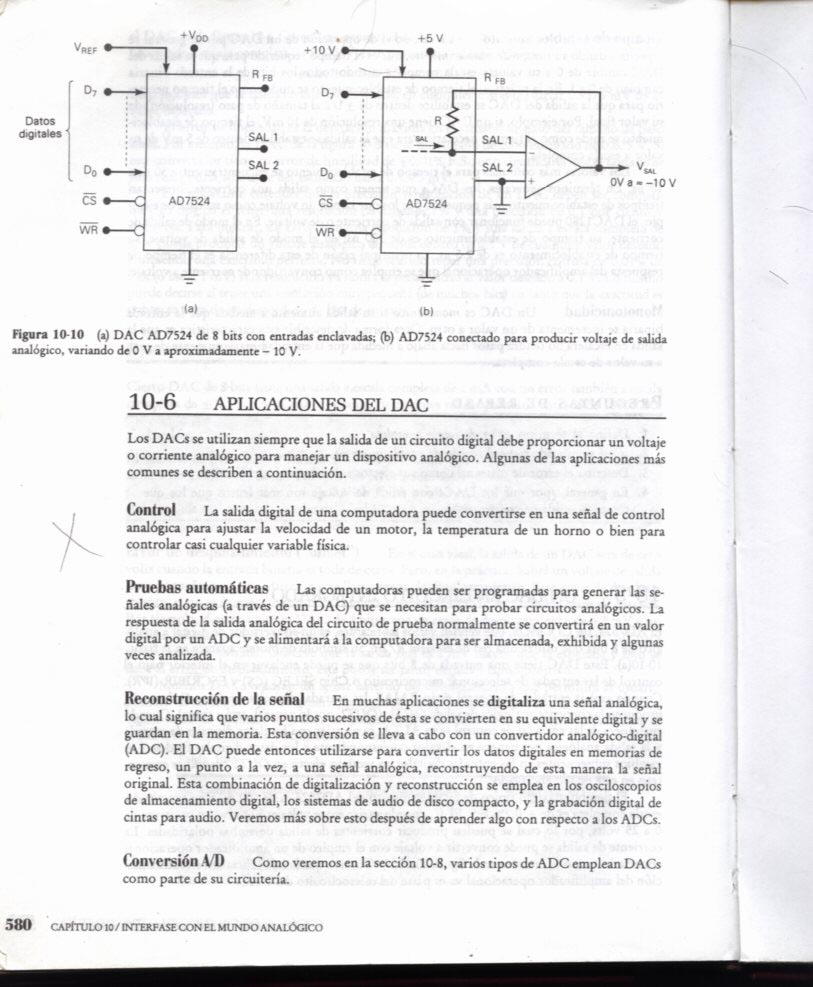 V_REF
+V_DD
R_FB
D7
Datos
digitales
SAL 1
SAL 2
D0
C̅S̅
AD7524
W̅R̅
(a)
+10 V
+5 V
R_FB
D7
R
SAL
SAL 1
SAL 2
D0
C̅S̅
AD7524
W̅R̅
V_SAL
0V a ≈ −10 V
−
+
(b)
Figura 10-10 (a) DAC AD7524 de 8 bits con entradas enclavadas; (b) AD7524 conectado para producir voltaje de salida
analógico, variando de 0 V a aproximadamente – 10 V.
10-6 APLICACIONES DEL DAC
Los DACs se utilizan siempre que la salida de un circuito digital debe proporcionar un voltaje
o corriente analógico para manejar un dispositivo analógico. Algunas de las aplicaciones más
comunes se describen a continuación.
Control La salida digital de una computadora puede convertirse en una señal de control
analógica para ajustar la velocidad de un motor, la temperatura de un horno o bien para
controlar casi cualquier variable física.
Pruebas automáticas Las computadoras pueden ser programadas para generar las se-
ñales analógicas (a través de un DAC) que se necesitan para probar circuitos analógicos. La
respuesta de la salida analógica del circuito de prueba normalmente se convertirá en un valor
digital por un ADC y se alimentará a la computadora para ser almacenada, exhibida y algunas
veces analizada.
Reconstrucción de la señal En muchas aplicaciones se digitaliza una señal analógica,
lo cual significa que varios puntos sucesivos de ésta se convierten en su equivalente digital y se
guardan en la memoria. Esta conversión se lleva a cabo con un convertidor analógico-digital
(ADC). El DAC puede entonces utilizarse para convertir los datos digitales en memorias de
regreso, un punto a la vez, a una señal analógica, reconstruyendo de esta manera la señal
original. Esta combinación de digitalización y reconstrucción se emplea en los osciloscopios
de almacenamiento digital, los sistemas de audio de disco compacto, y la grabación digital de
cintas para audio. Veremos más sobre esto después de aprender algo con respecto a los ADCs.
Conversión A/D Como veremos en la sección 10-8, varios tipos de ADC emplean DACs
como parte de su circuitería.
580 CAPÍTULO 10 / INTERFASE CON EL MUNDO ANALÓGICO